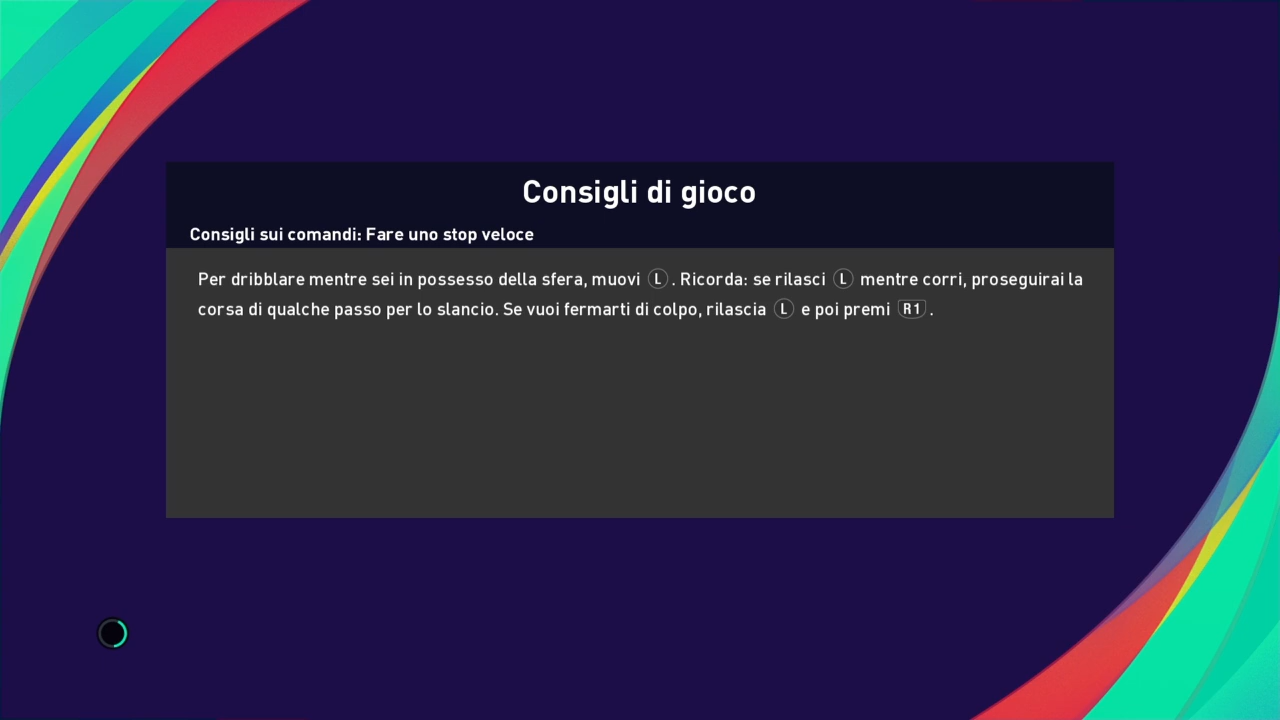 Consigli di gioco
Consigli sui comandi: Fare uno stop veloce
Per dribblare mentre sei in possesso della sfera, muovi L. Ricorda: se rilasci L mentre corri, proseguirai la
corsa di qualche passo per lo slancio. Se vuoi fermarti di colpo, rilascia L e poi premi R1.